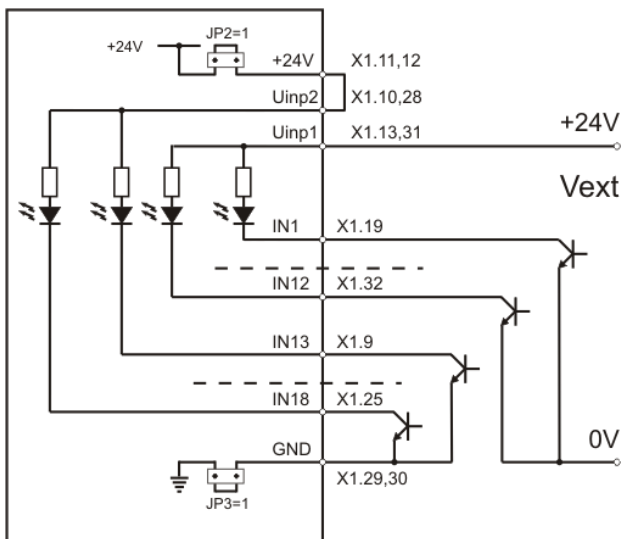 JP2=1
+24V
+24V X1.11,12
Uinp2 X1.10,28
Uinp1 X1.13,31
+24V
Vext
IN1 X1.19
IN12 X1.32
IN13 X1.9
IN18 X1.25
0V
GND
X1.29,30
JP3=1